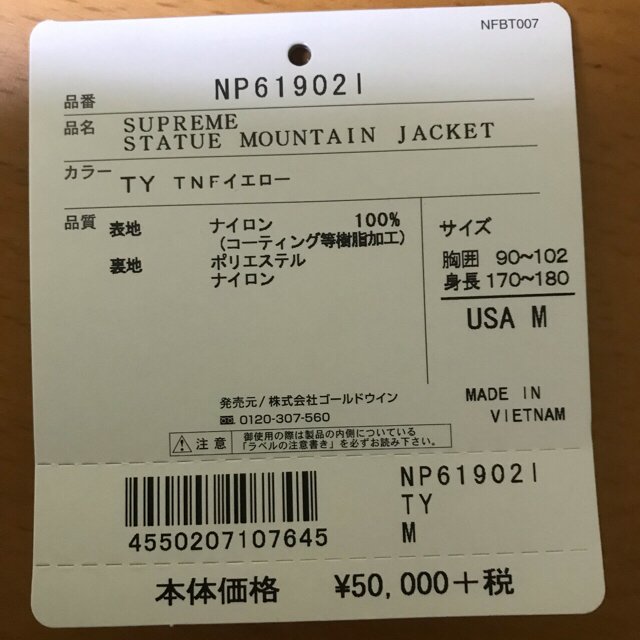 NFBT007
品番 NP61902I
品名 SUPREME
STATUE MOUNTAIN JACKET
カラー TY TNFイエロー
品質 表地 ナイロン 100%
(コーティング等樹脂加工)
裏地 ポリエステル
ナイロン
サイズ
胸囲 90~102
身長 170~180
USA M
発売元/株式会社ゴールドウイン
0120-307-560
MADE IN
VIETNAM
注意
御使用の際は製品の内側についている
「ラベルの注意書き」を必ずお読み下さい。
4550207107645
NP61902I
TY
M
本体価格 ¥50,000+税